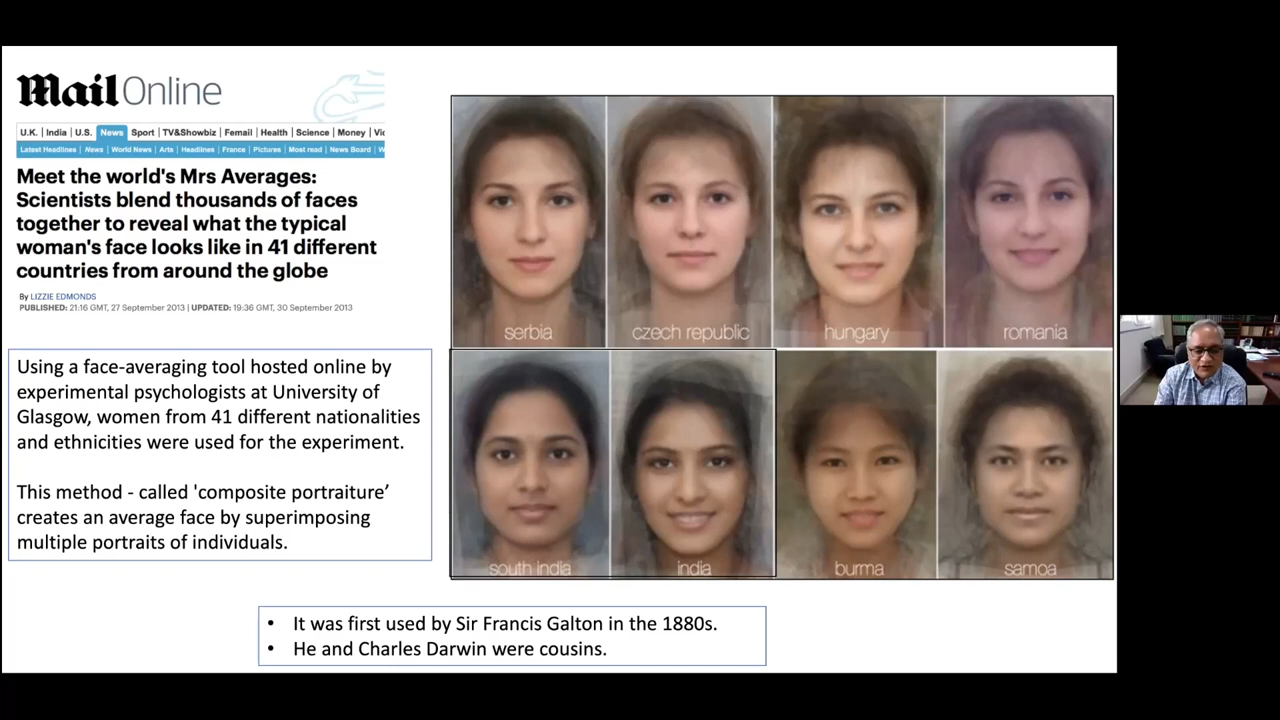 Mail Online
U.K. | India | U.S. | News | Sport | TV&Showbiz | Femail | Health | Science | Money |
Latest Headlines | News | World News | Arts | Headlines | France | Pictures | Most read | News Board |
Meet the world's Mrs Averages:
Scientists blend thousands of faces
together to reveal what the typical
woman's face looks like in 41 different
countries from around the globe
By LIZZIE EDMONDS
PUBLISHED: 21:16 GMT, 27 September 2013 | UPDATED: 19:36 GMT, 30 September 2013
Using a face-averaging tool hosted online by
experimental psychologists at University of
Glasgow, women from 41 different nationalities
and ethnicities were used for the experiment.
This method - called 'composite portraiture’
creates an average face by superimposing
multiple portraits of individuals.
serbia
czech republic
hungary
romania
south india
india
burma
samoa
• It was first used by Sir Francis Galton in the 1880s.
• He and Charles Darwin were cousins.